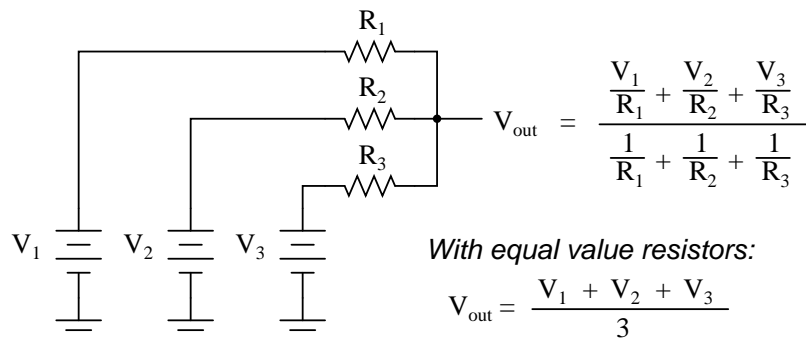 R1
R2
R3
V1
V2
V3
Vout = V1/R1 + V2/R2 + V3/R3
1/R1 + 1/R2 + 1/R3
With equal value resistors:
Vout = V1 + V2 + V3
3